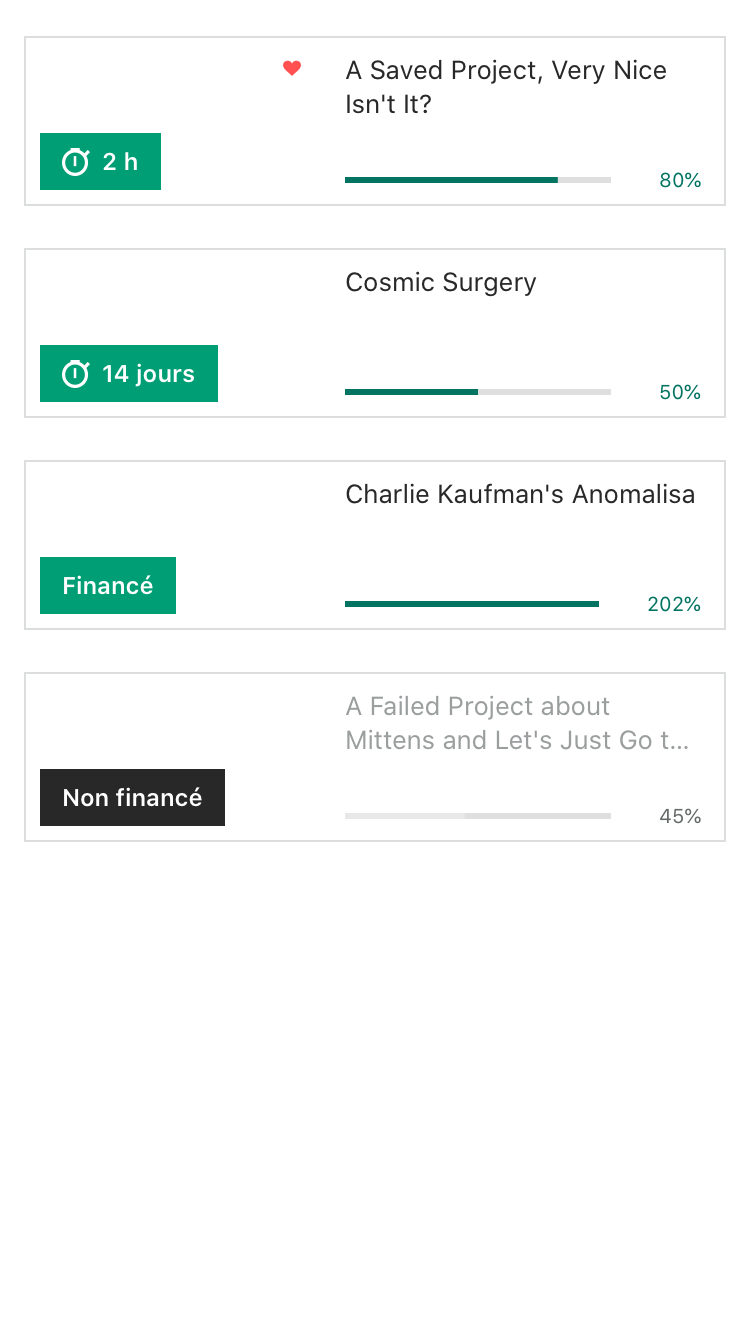 A Saved Project, Very Nice
Isn't It?
2 h
80%
Cosmic Surgery
14 jours
50%
Charlie Kaufman's Anomalisa
Financé
202%
A Failed Project about
Mittens and Let's Just Go t...
Non financé
45%